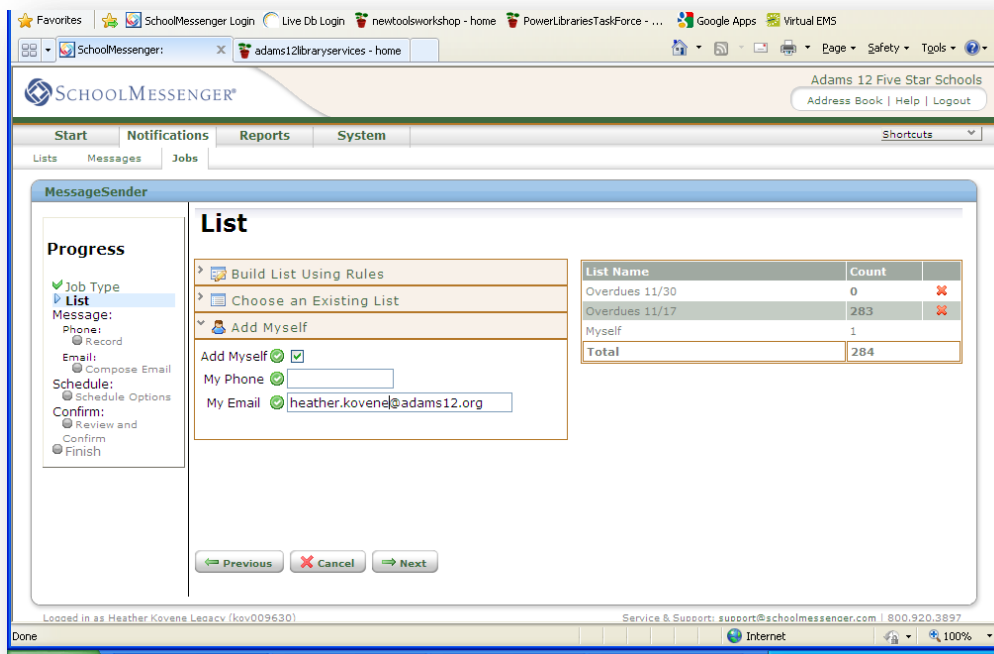 Favorites SchoolMessenger Login Live Db Login newtoolsworkshop - home PowerLibrariesTaskForce - ... Google Apps Virtual EMS
SchoolMessenger: adams12libraryservices - home Page Safety Tools
SCHOOLMESSENGER®
Adams 12 Five Star Schools
Address Book | Help | Logout
Start Notifications Reports System Shortcuts
Lists Messages Jobs
MessageSender
List
Progress
Job Type
List
Message:
Phone:
Record
Email:
Compose Email
Schedule:
Schedule Options
Confirm:
Review and
Confirm
Finish
Build List Using Rules
Choose an Existing List
Add Myself
Add Myself
My Phone
My Email heather.kovene@adams12.org
List Name Count
Overdues 11/30 0
Overdues 11/17 283
Myself 1
Total 284
Previous Cancel Next
Logged in as Heather Kovene Legacy (kov009630) Service & Support: support@schoolmessenger.com | 800.920.3897
Done Internet 100%